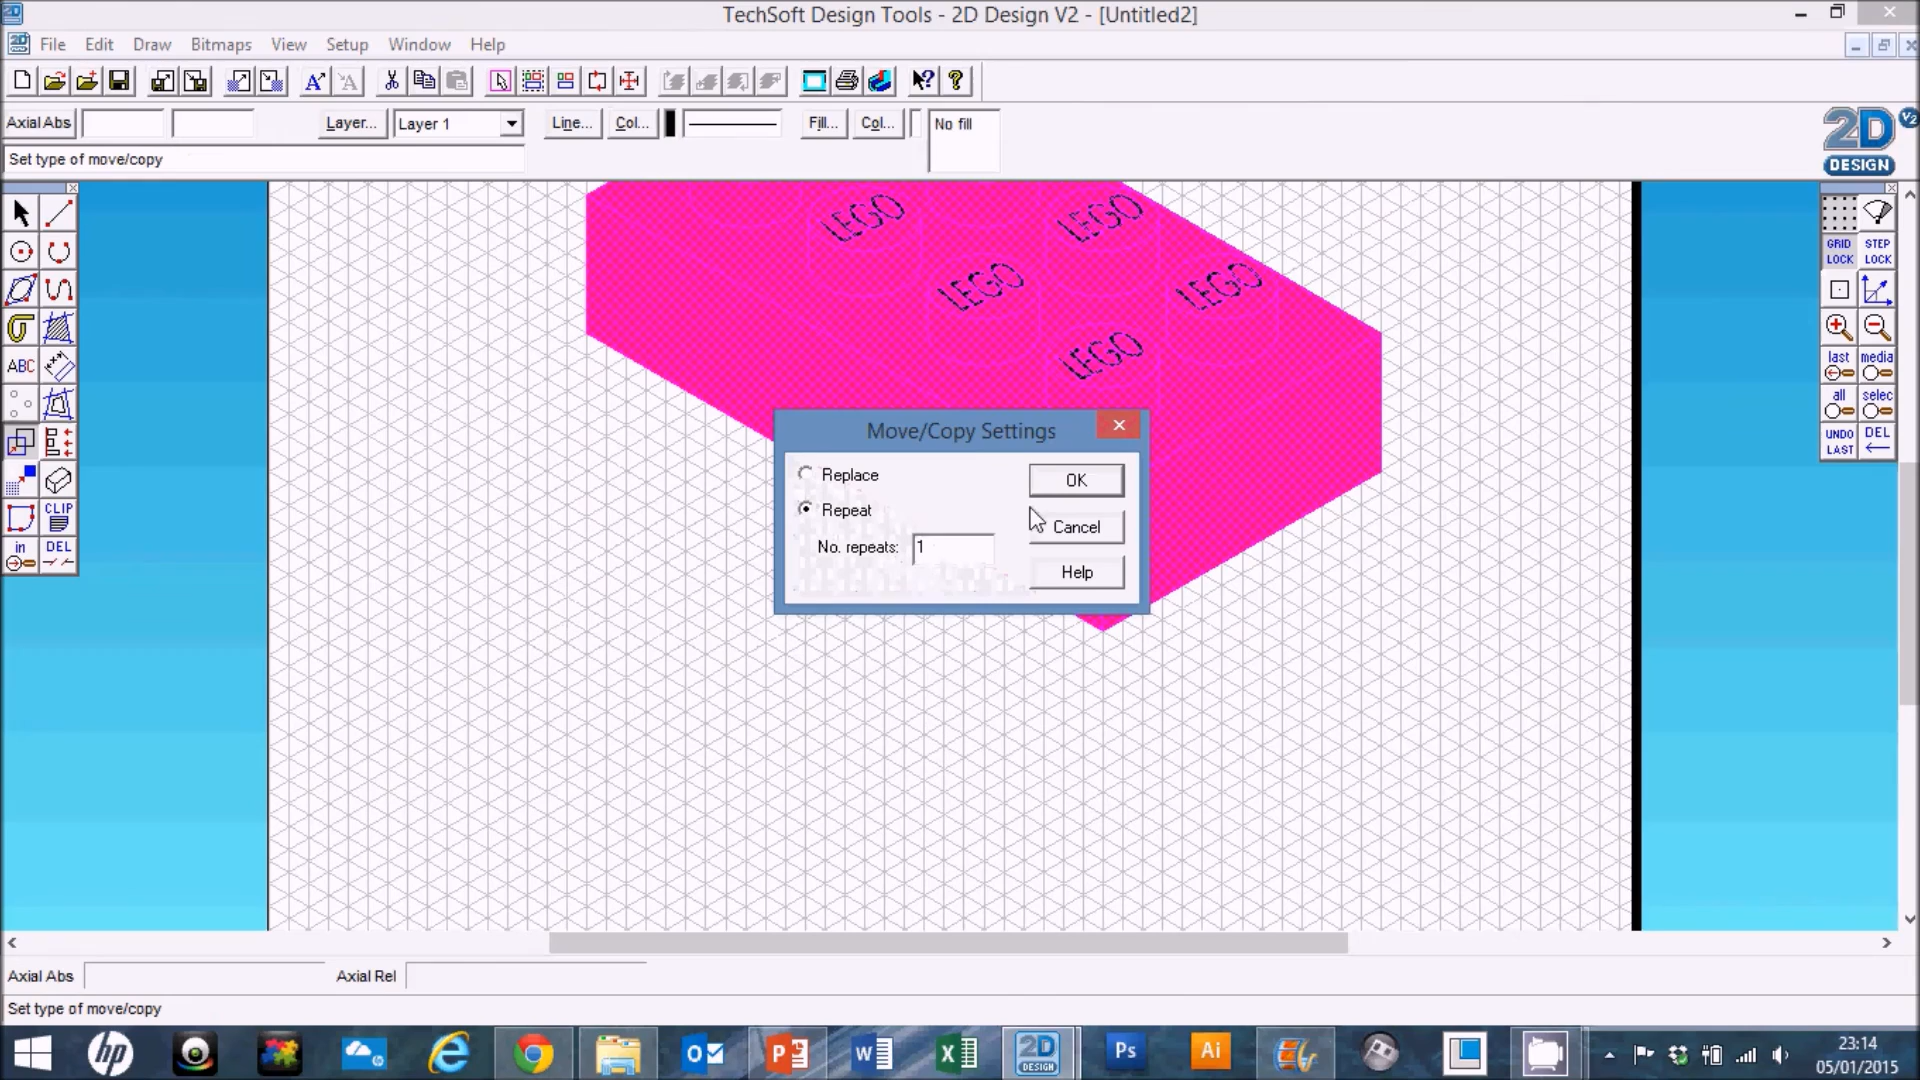 TechSoft Design Tools - 2D Design V2 - [Untitled2]
File Edit Draw Bitmaps View Setup Window Help
Axial Abs Layer... Layer 1 Line... Col... Fill... Col... No fill
Set type of move/copy
2D V2
DESIGN
GRID LOCK STEP LOCK
last media
all selec
UNDO LAST DEL
ABC
CLIP
in DEL
LEGO LEGO
LEGO LEGO
LEGO
Move/Copy Settings
Replace OK
Repeat Cancel
No. repeats: 1
Help
Axial Abs Axial Rel
Set type of move/copy
hp
2D DESIGN
Ps
Ai
23:14
05/01/2015